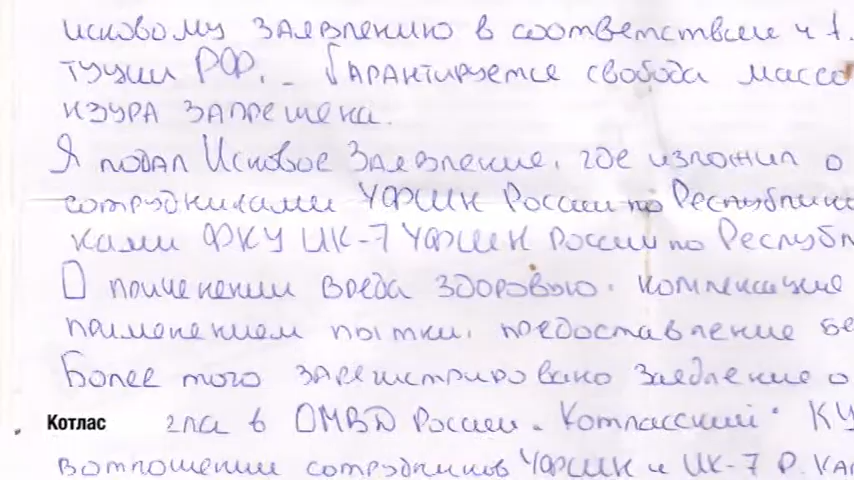 исковому заявлению в соответствии ч 1.
туции РФ. Гарантируется свобода массо
нзура запрещена.
Я подал Исковое Заявление, где изложил о
сотрудниками УФСИН России по Республик
ками ФКУ ИК-7 УФСИН России по Республ
О причинении вреда здоровью. компенсацие
применением пытки, предоставление бе
Более того зарегистрировано заявление о
Котлас
в ОМВД России "Котласский" КУ
вотношении сотрудников УФСИН и ИК-7 Р. Ка